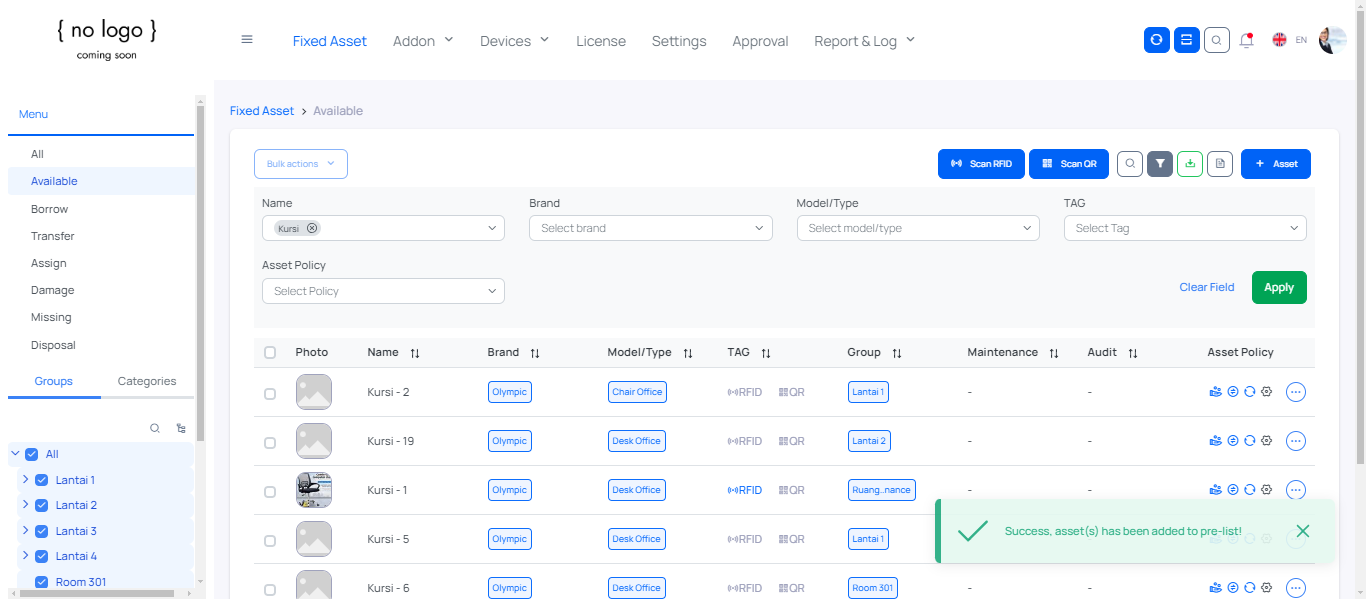 { no logo }
coming soon
Fixed Asset Addon Devices License Settings Approval Report & Log EN
Menu
All
Available
Borrow
Transfer
Assign
Damage
Missing
Disposal
Groups Categories
All
Lantai 1
Lantai 2
Lantai 3
Lantai 4
Room 301
Fixed Asset > Available
Bulk actions Scan RFID Scan QR + Asset
Name Brand Model/Type TAG
Kursi Select brand Select model/type Select Tag
Asset Policy
Select Policy Clear Field Apply
Photo Name Brand Model/Type TAG Group Maintenance Audit Asset Policy
Kursi - 2 Olympic Chair Office RFID QR Lantai 1 - -
Kursi - 19 Olympic Desk Office RFID QR Lantai 2 - -
Kursi - 1 Olympic Desk Office RFID QR Ruang..nance - -
Kursi - 5 Olympic Desk Office RFID QR Lantai 1
Success, asset(s) has been added to pre-list!
Kursi - 6 Olympic Desk Office RFID QR Room 301 - -